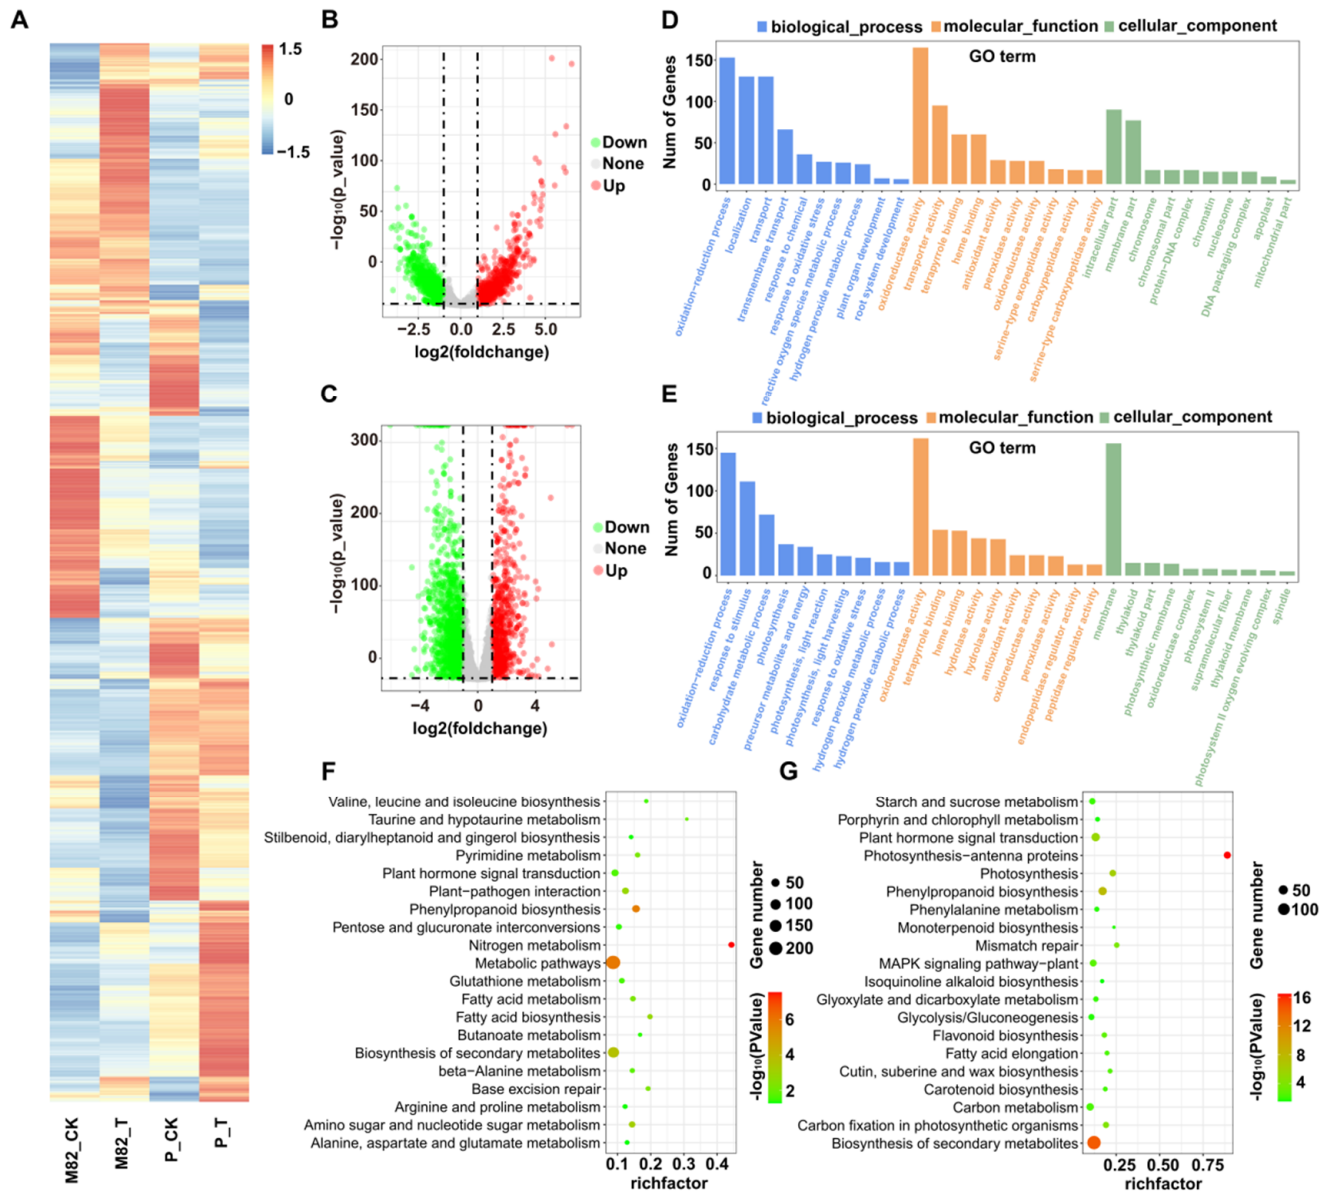 A
1.5
0
−1.5
M82_CK
M82_T
P_CK
P_T
B
−log10(p_value)
200
150
100
50
0
−2.5 0.0 2.5 5.0
log2(foldchange)
Down
None
Up
C
−log10(p_value)
300
200
100
0
−4 0 4
log2(foldchange)
Down
None
Up
D
biological_process molecular_function cellular_component
GO term
Num of Genes
150
100
50
0
oxidation−reduction process
localization
transport
transmembrane transport
response to chemical
response to oxidative stress
reactive oxygen species metabolic process
hydrogen peroxide metabolic process
plant organ development
root system development
oxidoreductase activity
transporter activity
tetrapyrrole binding
heme binding
antioxidant activity
peroxidase activity
oxidoreductase activity
serine−type exopeptidase activity
carboxypeptidase activity
serine−type carboxypeptidase activity
intracellular part
membrane part
chromosome
chromosomal part
protein−DNA complex
chromatin
nucleosome
DNA packaging complex
apoplast
mitochondrial part
E
biological_process molecular_function cellular_component
GO term
Num of Genes
150
100
50
0
oxidation−reduction process
response to stimulus
carbohydrate metabolic process
photosynthesis
precursor metabolites and energy
photosynthesis, light reaction
photosynthesis, light harvesting
response to oxidative stress
hydrogen peroxide metabolic process
hydrogen peroxide catabolic process
oxidoreductase activity
tetrapyrrole binding
heme binding
hydrolase activity
hydrolase activity
antioxidant activity
oxidoreductase activity
peroxidase activity
endopeptidase regulator activity
peptidase regulator activity
membrane
thylakoid
thylakoid part
photosynthetic membrane
oxidoreductase complex
photosystem II
supramolecular fiber
thylakoid membrane
photosystem II oxygen evolving complex
spindle
F
Valine, leucine and isoleucine biosynthesis
Taurine and hypotaurine metabolism
Stilbenoid, diarylheptanoid and gingerol biosynthesis
Pyrimidine metabolism
Plant hormone signal transduction
Plant−pathogen interaction
Phenylpropanoid biosynthesis
Pentose and glucuronate interconversions
Nitrogen metabolism
Metabolic pathways
Glutathione metabolism
Fatty acid metabolism
Fatty acid biosynthesis
Butanoate metabolism
Biosynthesis of secondary metabolites
beta−Alanine metabolism
Base excision repair
Arginine and proline metabolism
Amino sugar and nucleotide sugar metabolism
Alanine, aspartate and glutamate metabolism
0.1 0.2 0.3 0.4
richfactor
Gene number
50
100
150
200
-log10(PValue)
6
4
2
G
Starch and sucrose metabolism
Porphyrin and chlorophyll metabolism
Plant hormone signal transduction
Photosynthesis−antenna proteins
Photosynthesis
Phenylpropanoid biosynthesis
Phenylalanine metabolism
Monoterpenoid biosynthesis
Mismatch repair
MAPK signaling pathway−plant
Isoquinoline alkaloid biosynthesis
Glyoxylate and dicarboxylate metabolism
Glycolysis/Gluconeogenesis
Flavonoid biosynthesis
Fatty acid elongation
Cutin, suberine and wax biosynthesis
Carotenoid biosynthesis
Carbon metabolism
Carbon fixation in photosynthetic organisms
Biosynthesis of secondary metabolites
0.25 0.50 0.75
richfactor
Gene number
50
100
-log10(PValue)
16
12
8
4